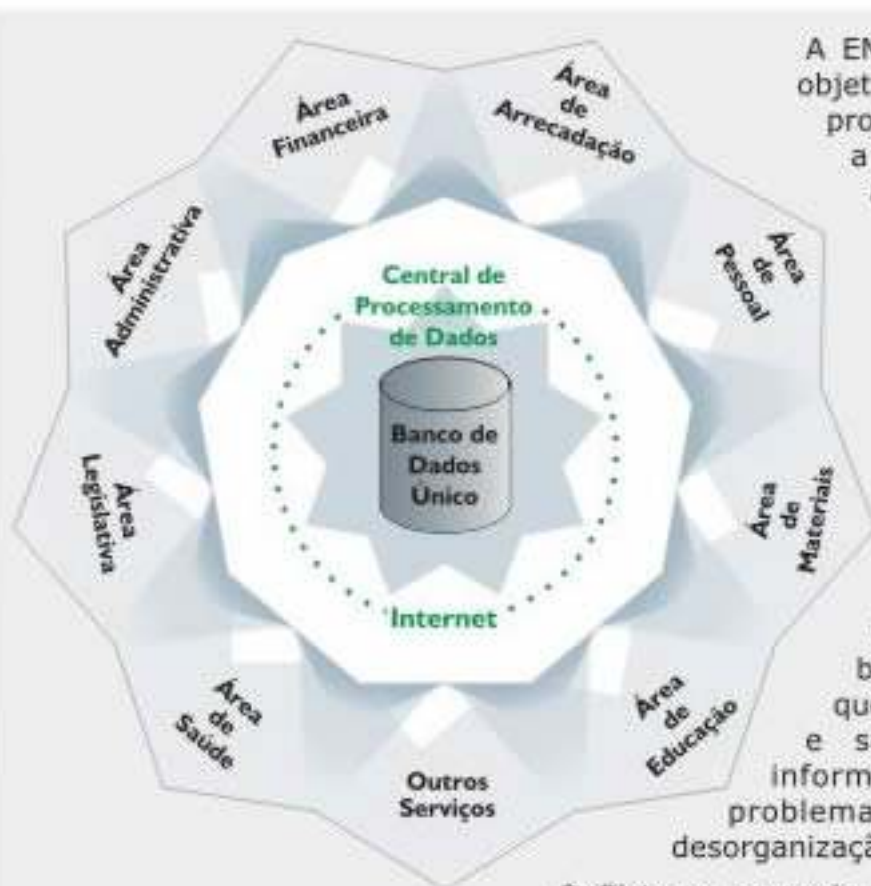 Área
Financeira
Área
de
Arrecadação
Área
de
Pessoal
Área
de
Materiais
Área
de
Educação
Outros
Serviços
Área
de
Saúde
Área
Legislativa
Área
Administrativa
Central de
Processamento
de Dados
Banco de
Dados
Único
Internet
A EM
objet
pro
a
b
que
e s
inform
problema
desorganizaçã